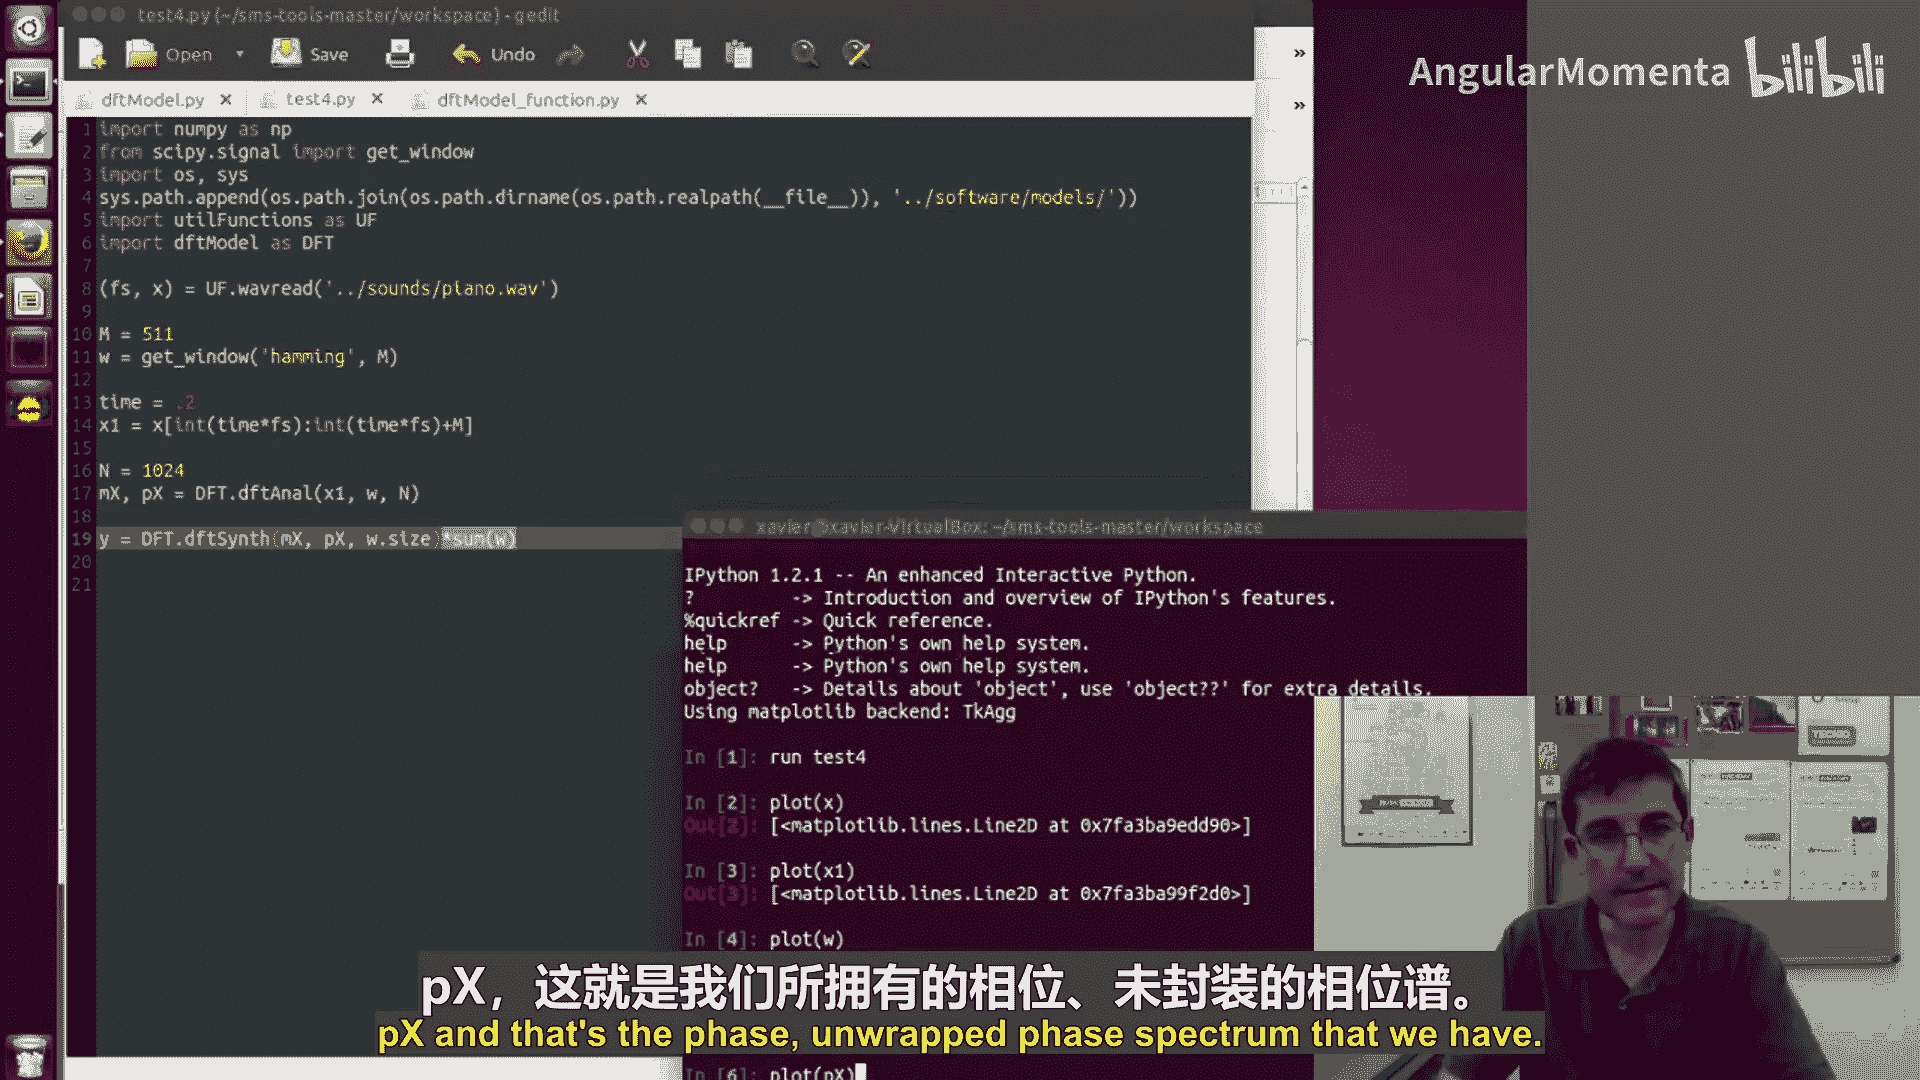 test4.py (~/sms-tools-master/workspace) - gedit
Open
Save
Undo
AngularMomenta bilibili
dftModel.py
test4.py
dftModel_function.py
1 import numpy as np
2 from scipy.signal import get_window
3 import os, sys
4 sys.path.append(os.path.join(os.path.dirname(os.path.realpath(__file__)), '../software/models/'))
5 import utilFunctions as UF
6 import dftModel as DFT
7
8 (fs, x) = UF.wavread('../sounds/piano.wav')
9
10 M = 511
11 w = get_window('hamming', M)
12
13 time = .2
14 x1 = x[int(time*fs):int(time*fs)+M]
15
16 N = 1024
17 mX, pX = DFT.dftAnal(x1, w, N)
18
19 y = DFT.dftSynth(mX, pX, w.size)*sum(w)
20
21
xavier@xavier-VirtualBox: ~/sms-tools-master/workspace
IPython 1.2.1 -- An enhanced Interactive Python.
? -> Introduction and overview of IPython's features.
%quickref -> Quick reference.
help -> Python's own help system.
help -> Python's own help system.
object? -> Details about 'object', use 'object??' for extra details.
Using matplotlib backend: TkAgg
In [1]: run test4
In [2]: plot(x)
Out[2]: [<matplotlib.lines.Line2D at 0x7fa3ba9edd90>]
In [3]: plot(x1)
Out[3]: [<matplotlib.lines.Line2D at 0x7fa3ba99f2d0>]
In [4]: plot(w)
In [6]: plot(pX)
TECNIO
pX，这就是我们所拥有的相位、未封装的相位谱。
pX and that's the phase, unwrapped phase spectrum that we have.